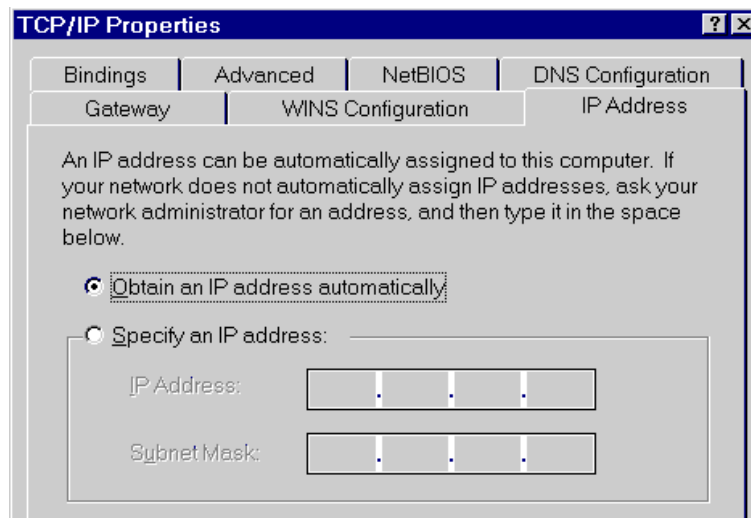 TCP/IP Properties
Bindings Advanced NetBIOS DNS Configuration
Gateway WINS Configuration IP Address
An IP address can be automatically assigned to this computer. If
your network does not automatically assign IP addresses, ask your
network administrator for an address, and then type it in the space
below.
Obtain an IP address automatically
Specify an IP address:
IP Address:
Subnet Mask: